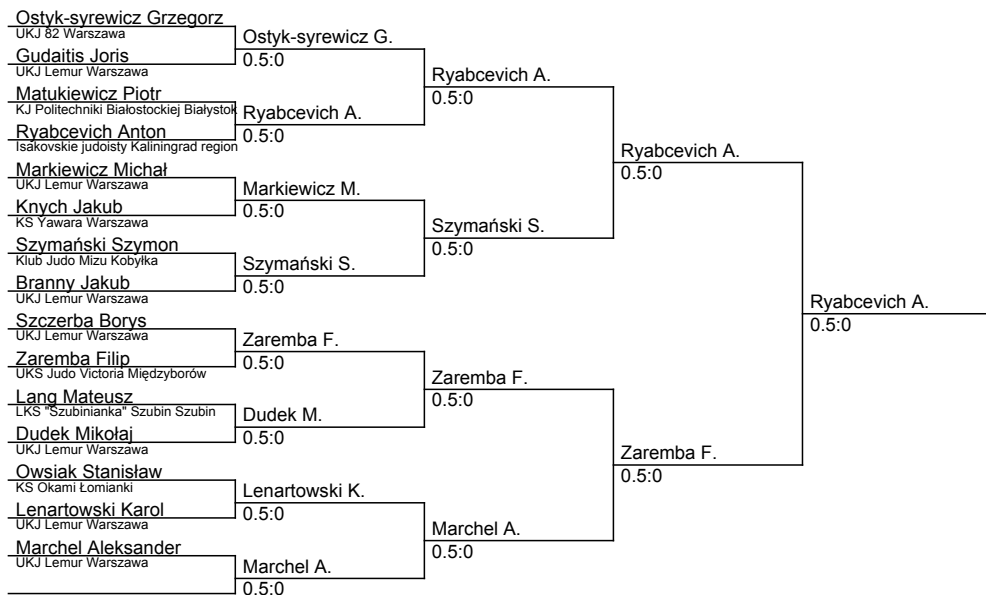 Ostyk-syrewicz Grzegorz
UKJ 82 Warszawa
Gudaitis Joris
UKJ Lemur Warszawa
Matukiewicz Piotr
KJ Politechniki Białostockiej Białystok
Ryabcevich Anton
Isakovskie judoisty Kaliningrad region
Markiewicz Michał
UKJ Lemur Warszawa
Knych Jakub
KS Yawara Warszawa
Szymański Szymon
Klub Judo Mizu Kobyłka
Branny Jakub
UKJ Lemur Warszawa
Szczerba Borys
UKJ Lemur Warszawa
Zaremba Filip
UKS Judo Victoria Międzyborów
Lang Mateusz
LKS "Szubinianka" Szubin Szubin
Dudek Mikołaj
UKJ Lemur Warszawa
Owsiak Stanisław
KS Okami Łomianki
Lenartowski Karol
UKJ Lemur Warszawa
Marchel Aleksander
UKJ Lemur Warszawa
Ostyk-syrewicz G.
0.5:0
Ryabcevich A.
0.5:0
Markiewicz M.
0.5:0
Szymański S.
0.5:0
Zaremba F.
0.5:0
Dudek M.
0.5:0
Lenartowski K.
0.5:0
Marchel A.
0.5:0
Ryabcevich A.
0.5:0
Szymański S.
0.5:0
Zaremba F.
0.5:0
Marchel A.
0.5:0
Ryabcevich A.
0.5:0
Zaremba F.
0.5:0
Ryabcevich A.
0.5:0